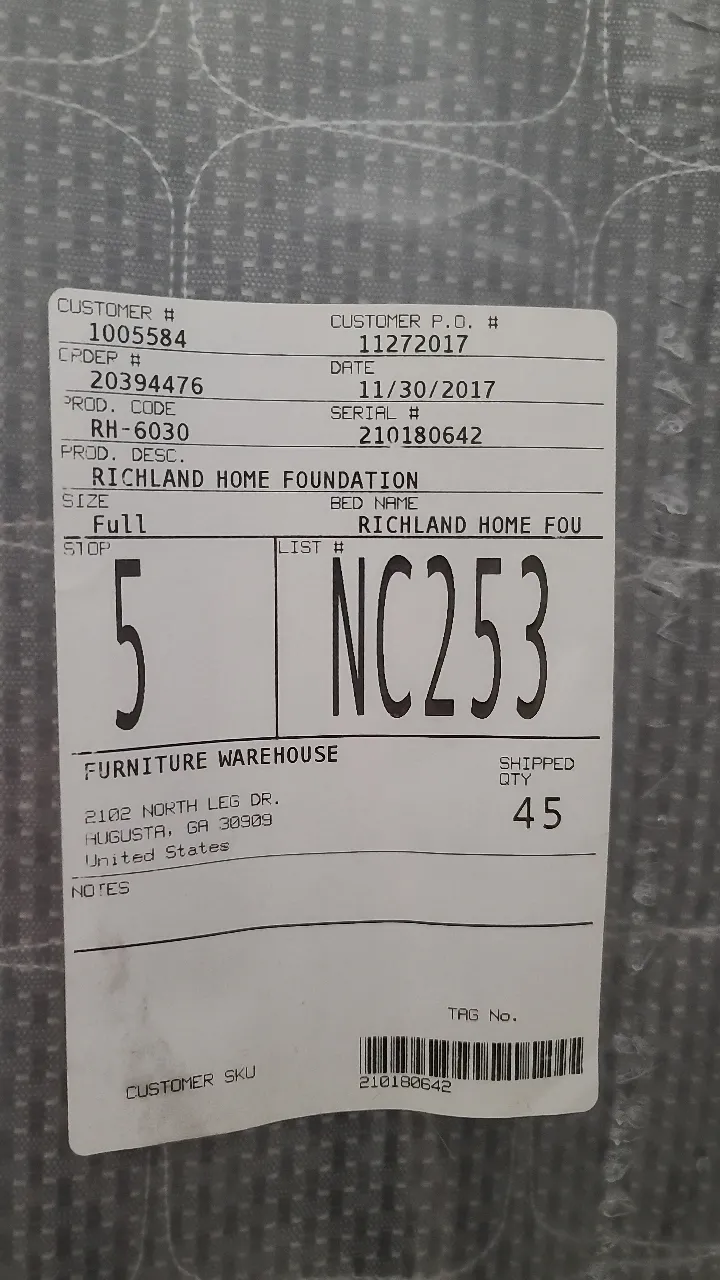 CUSTOMER # CUSTOMER P.O. #
1005584 11272017
ORDER # DATE
20394476 11/30/2017
PROD. CODE SERIAL #
RH-6030 210180642
PROD. DESC.
RICHLAND HOME FOUNDATION
SIZE BED NAME
Full RICHLAND HOME FOU
STOP LIST #
5 NC253
FURNITURE WAREHOUSE
SHIPPED
QTY
45
2102 NORTH LEG DR.
AUGUSTA, GA 30909
United States
NOTES
TAG No.
CUSTOMER SKU
210180642